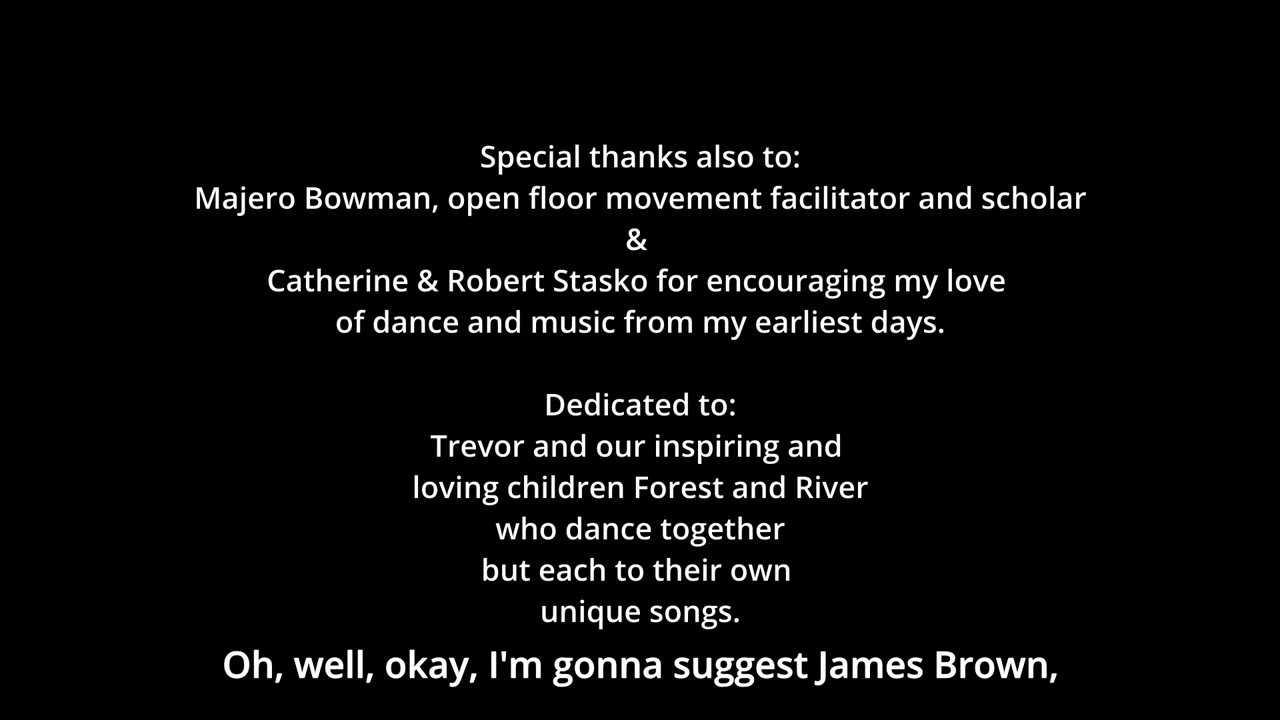 Special thanks also to:
Majero Bowman, open floor movement facilitator and scholar
&
Catherine & Robert Stasko for encouraging my love
of dance and music from my earliest days.
Dedicated to:
Trevor and our inspiring and
loving children Forest and River
who dance together
but each to their own
unique songs.
Oh, well, okay, I'm gonna suggest James Brown,